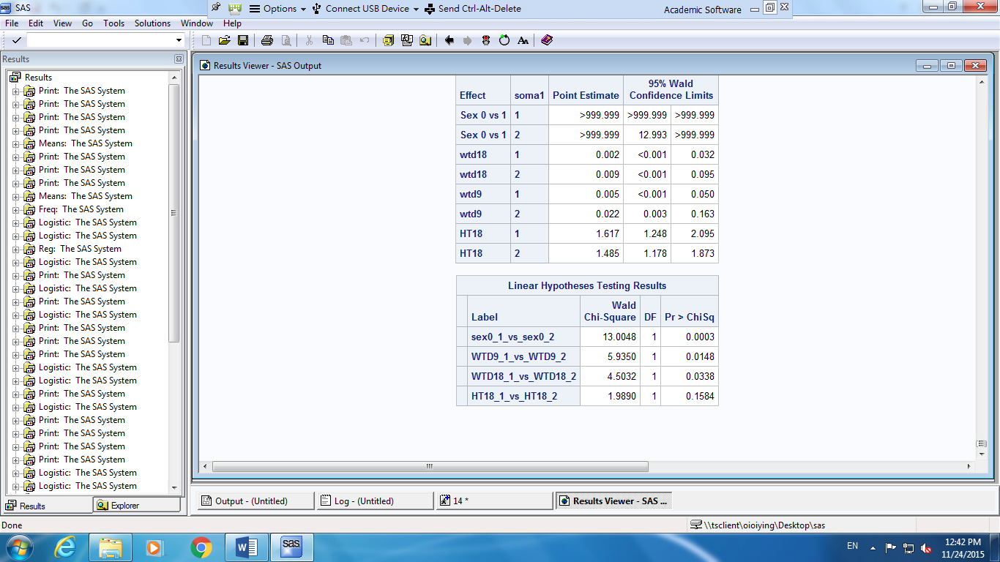 SAS
Options
Connect USB Device
Send Ctrl-Alt-Delete
Academic Software
File Edit View Go Tools Solutions Window Help
Results
Results Viewer - SAS Output
Results
Print: The SAS System
Print: The SAS System
Print: The SAS System
Print: The SAS System
Means: The SAS System
Print: The SAS System
Print: The SAS System
Print: The SAS System
Means: The SAS System
Freq: The SAS System
Logistic: The SAS System
Logistic: The SAS System
Reg: The SAS System
Logistic: The SAS System
Print: The SAS System
Logistic: The SAS System
Print: The SAS System
Logistic: The SAS System
Print: The SAS System
Print: The SAS System
Print: The SAS System
Logistic: The SAS System
Logistic: The SAS System
Print: The SAS System
Logistic: The SAS System
Print: The SAS System
Print: The SAS System
Print: The SAS System
Print: The SAS System
Logistic: The SAS System
Logistic: The SAS System
Results
Explorer
95% Wald
Effect soma1 Point Estimate Confidence Limits
Sex 0 vs 1 1 >999.999 >999.999 >999.999
Sex 0 vs 1 2 >999.999 12.993 >999.999
wtd18 1 0.002 <0.001 0.032
wtd18 2 0.009 <0.001 0.095
wtd9 1 0.005 <0.001 0.050
wtd9 2 0.022 0.003 0.163
HT18 1 1.617 1.248 2.095
HT18 2 1.485 1.178 1.873
Linear Hypotheses Testing Results
Wald
Label Chi-Square DF Pr > ChiSq
sex0_1_vs_sex0_2 13.0048 1 0.0003
WTD9_1_vs_WTD9_2 5.9350 1 0.0148
WTD18_1_vs_WTD18_2 4.5032 1 0.0338
HT18_1_vs_HT18_2 1.9890 1 0.1584
Output - (Untitled)
Log - (Untitled)
14 *
Results Viewer - SAS ...
Done
\\tsclient\oioiying\Desktop\sas
EN
12:42 PM
11/24/2015